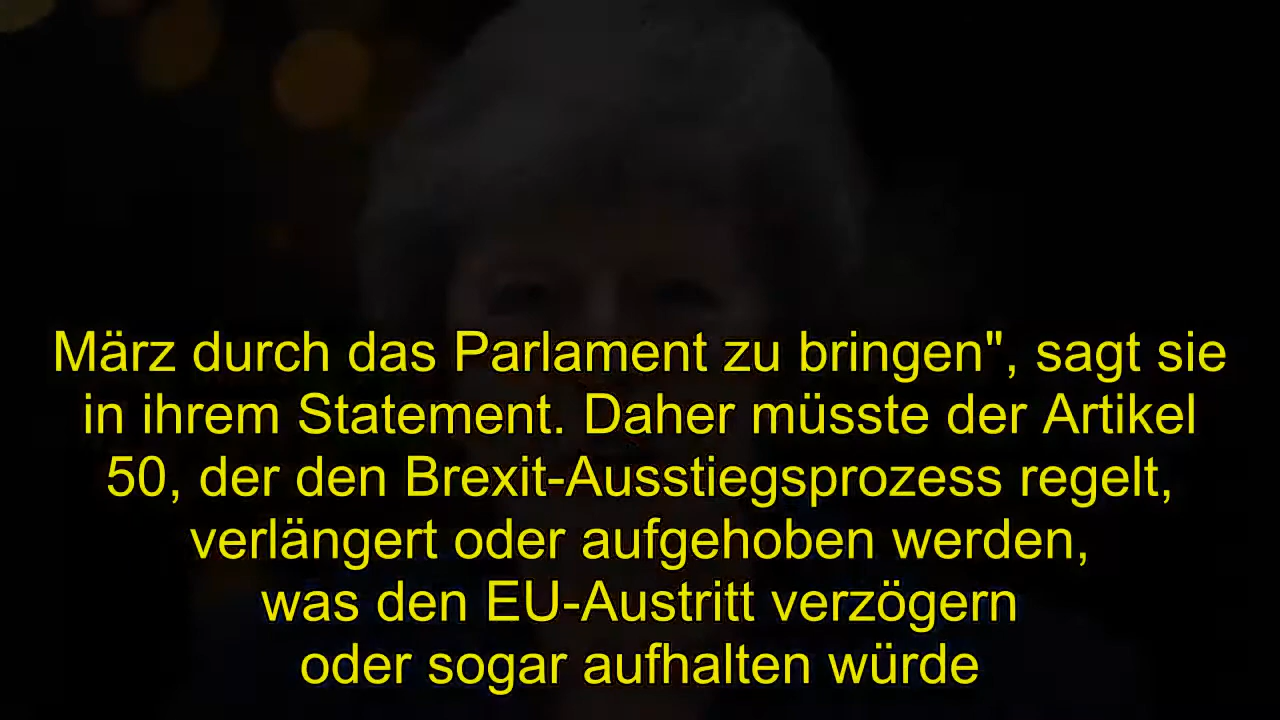 März durch das Parlament zu bringen", sagt sie
in ihrem Statement. Daher müsste der Artikel
50, der den Brexit-Ausstiegsprozess regelt,
verlängert oder aufgehoben werden,
was den EU-Austritt verzögern
oder sogar aufhalten würde